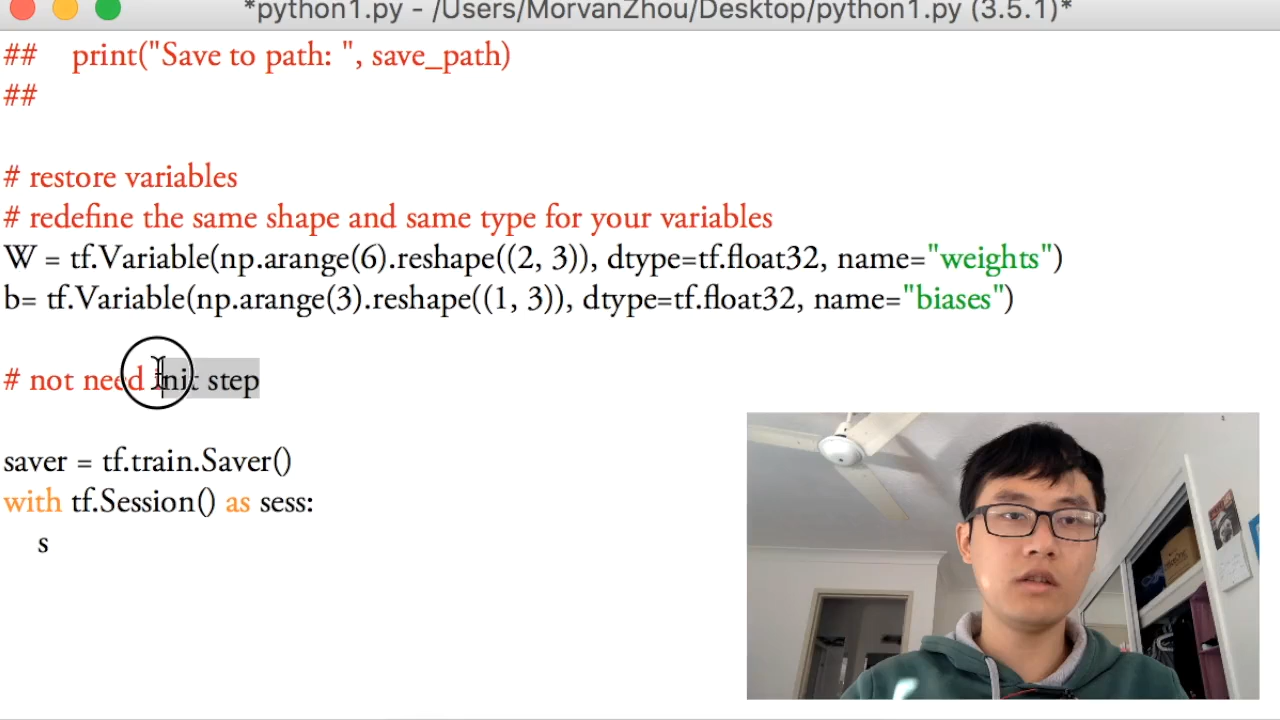 *python1.py - /Users/MorvanZhou/Desktop/python1.py (3.5.1)*
##    print("Save to path: ", save_path)
##
# restore variables
# redefine the same shape and same type for your variables
W = tf.Variable(np.arange(6).reshape((2, 3)), dtype=tf.float32, name="weights")
b= tf.Variable(np.arange(3).reshape((1, 3)), dtype=tf.float32, name="biases")
# not need init step
saver = tf.train.Saver()
with tf.Session() as sess:
    s